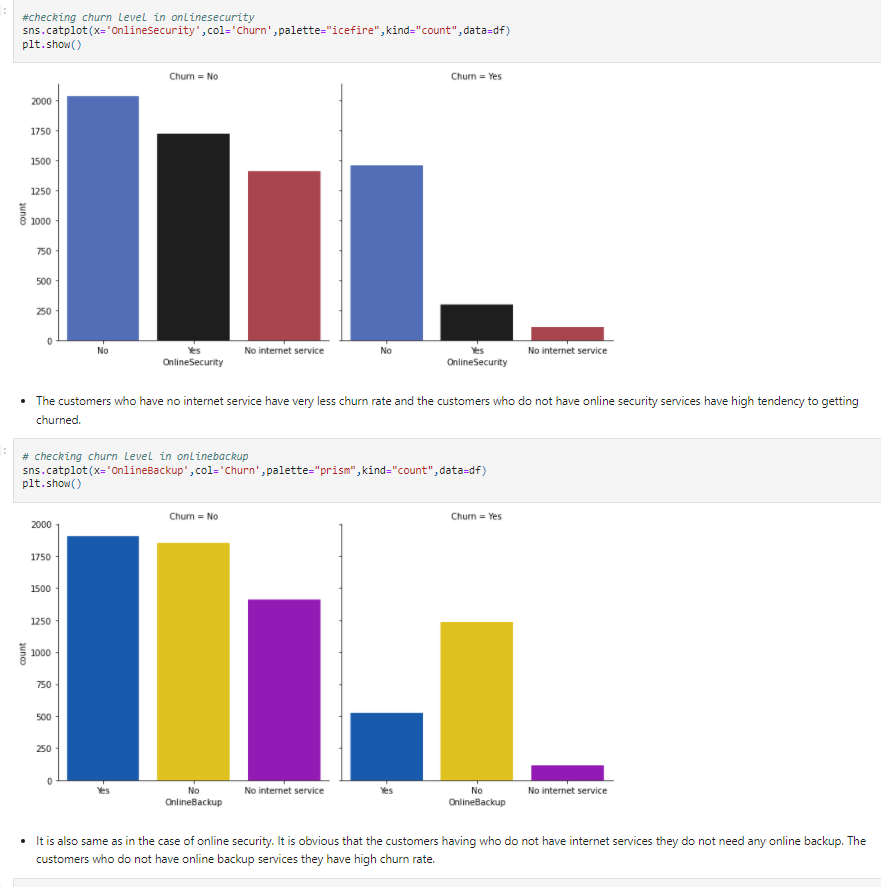 ]:
#checking churn level in onlinesecurity
sns.catplot(x='OnlineSecurity',col='Churn',palette="icefire",kind="count",data=df)
plt.show()
Churn = No Churn = Yes
2000
1750
1500
1250
1000
750
500
250
0
count
No Yes No internet service No Yes No internet service
OnlineSecurity OnlineSecurity
• The customers who have no internet service have very less churn rate and the customers who do not have online security services have high tendency to getting
churned.
]:
# checking churn level in onlinebackup
sns.catplot(x='OnlineBackup',col='Churn',palette="prism",kind="count",data=df)
plt.show()
Churn = No Churn = Yes
2000
1750
1500
1250
1000
750
500
250
0
count
Yes No No internet service Yes No No internet service
OnlineBackup OnlineBackup
• It is also same as in the case of online security. It is obvious that the customers having who do not have internet services they do not need any online backup. The
customers who do not have online backup services they have high churn rate.